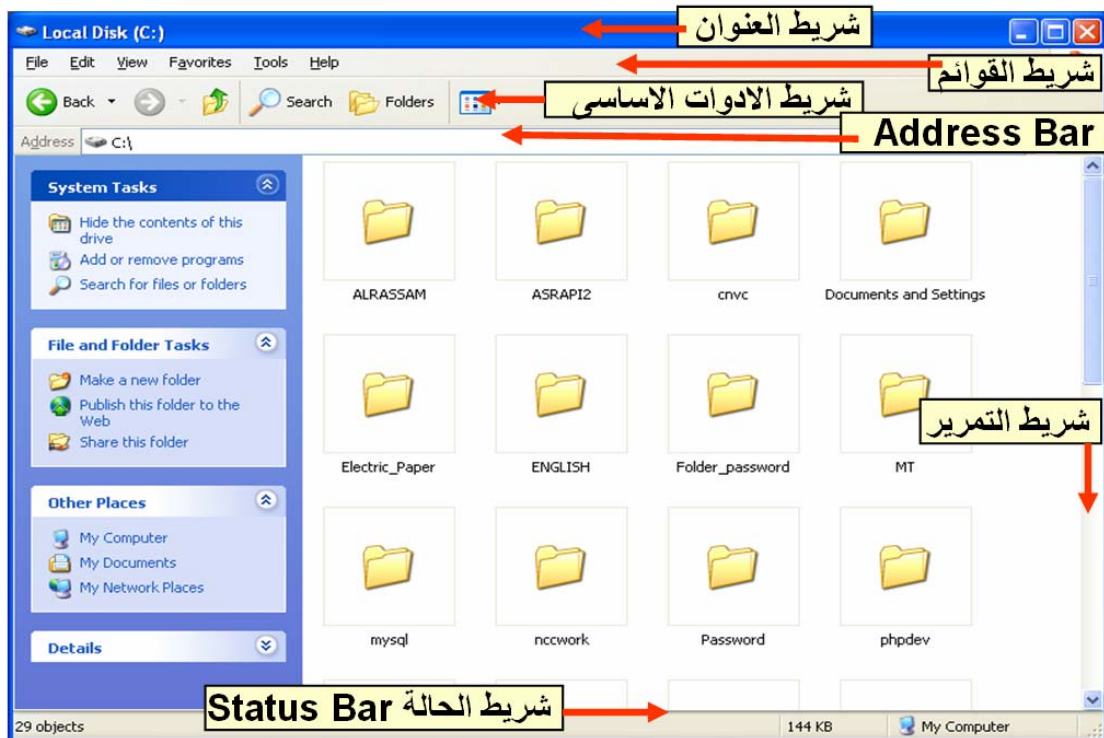 Local Disk (C:)
شريط العنوان
File Edit View Favorites Tools Help
شريط القوائم
Back Search Folders
شريط الادوات الاساسى
Address C:\
Address Bar
System Tasks
Hide the contents of this
drive
Add or remove programs
Search for files or folders
File and Folder Tasks
Make a new folder
Publish this folder to the
Web
Share this folder
Other Places
My Computer
My Documents
My Network Places
Details
ALRASSAM ASRAPI2 cnvc Documents and Settings
Electric_Paper ENGLISH Folder_password MT
شريط التمرير
mysql nccwork Password phpdev
شريط الحالة Status Bar
29 objects 144 KB My Computer